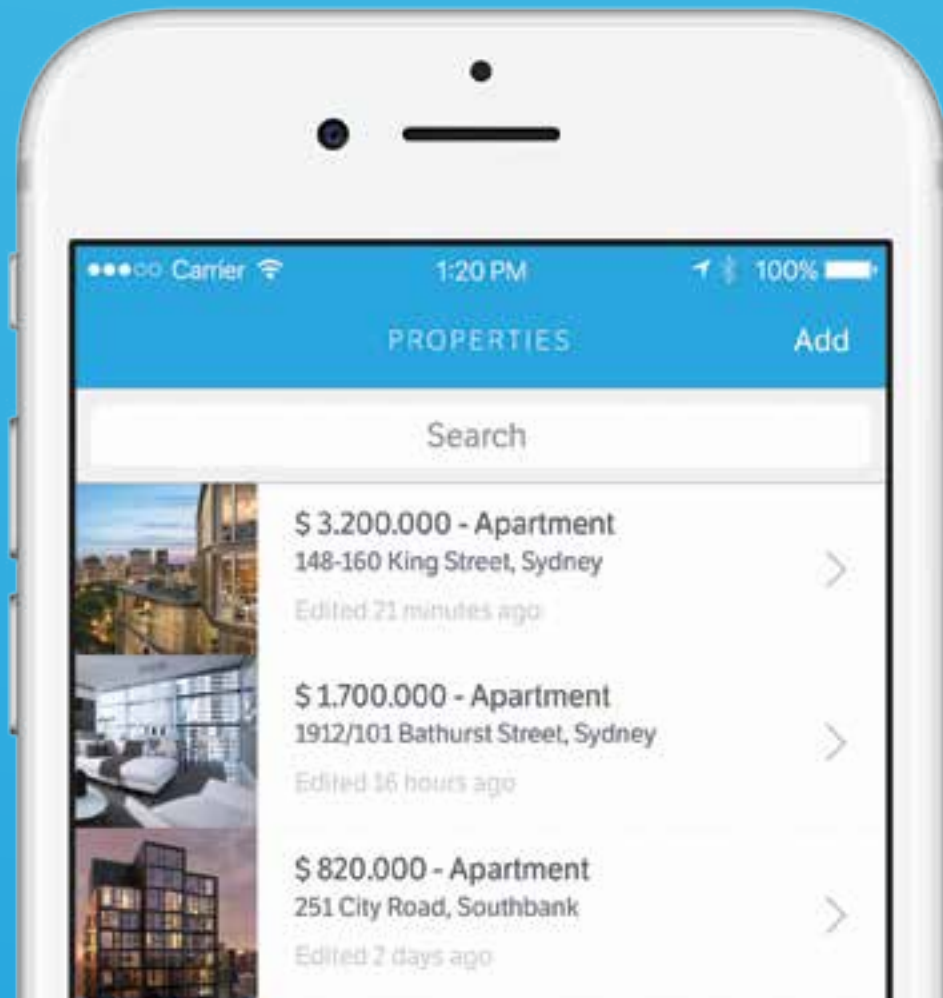 Carrier 1:20 PM 100%
PROPERTIES Add
Search
$ 3.200.000 - Apartment
148-160 King Street, Sydney
Edited 21 minutes ago
$ 1.700.000 - Apartment
1912/101 Bathurst Street, Sydney
Edited 16 hours ago
$ 820.000 - Apartment
251 City Road, Southbank
Edited 2 days ago